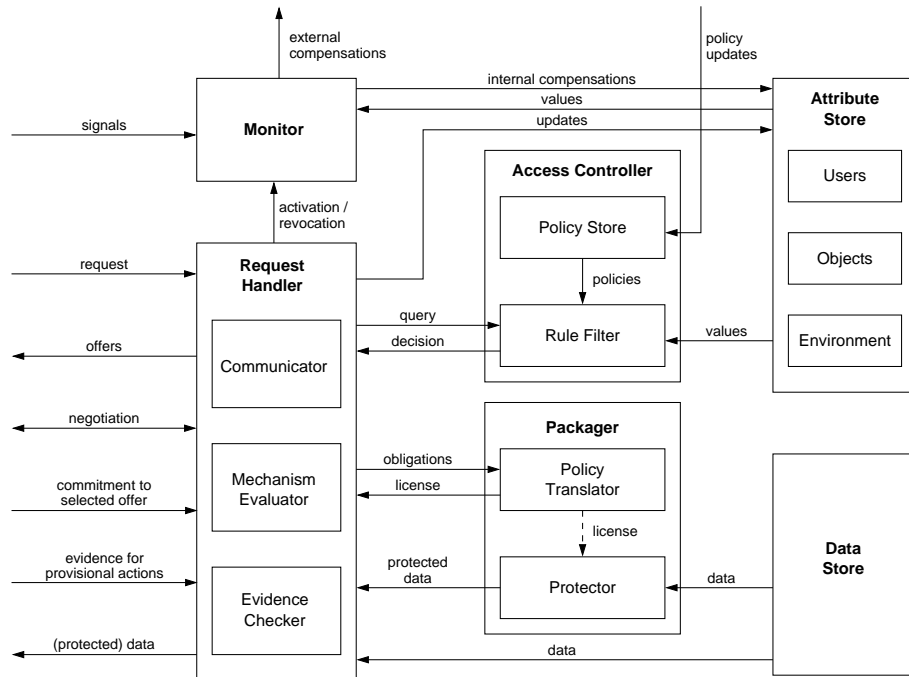 external
compensations
policy
updates
internal compensations
values
updates
signals
Monitor
Attribute
Store
Users
Objects
Environment
activation /
revocation
Access Controller
Policy Store
policies
Rule Filter
values
request
Request
Handler
query
decision
offers
Communicator
negotiation
Packager
obligations
license
Policy
Translator
license
Mechanism
Evaluator
commitment to
selected offer
evidence for
provisional actions
protected
data
Protector
data
Data
Store
Evidence
Checker
(protected) data
data